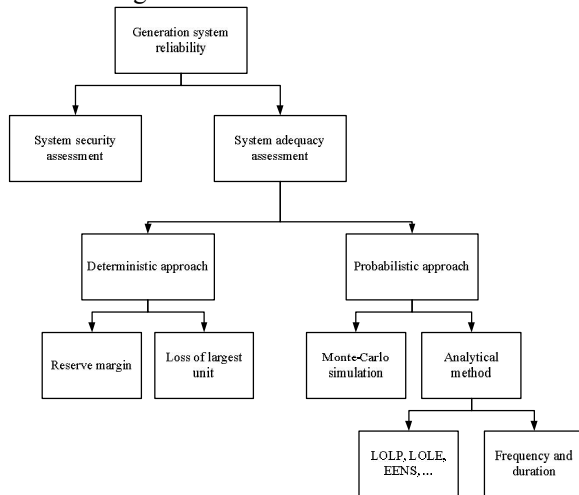 Generation system
reliability
System security
assessment
System adequacy
assessment
Deterministic approach
Probabilistic approach
Reserve margin
Loss of largest
unit
Monte-Carlo
simulation
Analytical
method
LOLP, LOLE,
EENS, ...
Frequency and
duration